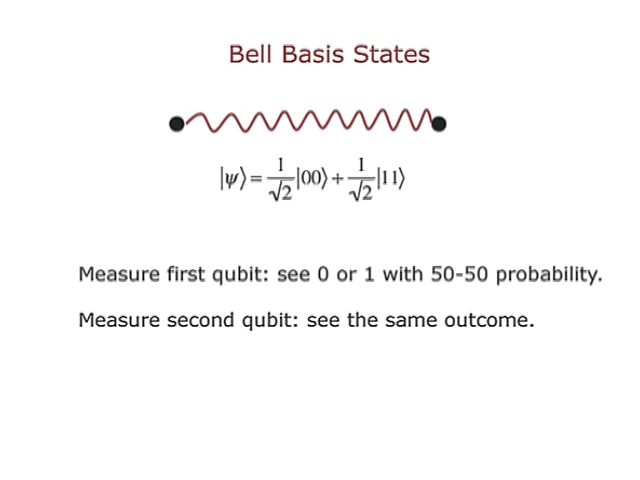 Bell Basis States
|ψ⟩ = 1/√2 |00⟩ + 1/√2 |11⟩
Measure first qubit: see 0 or 1 with 50-50 probability.
Measure second qubit: see the same outcome.